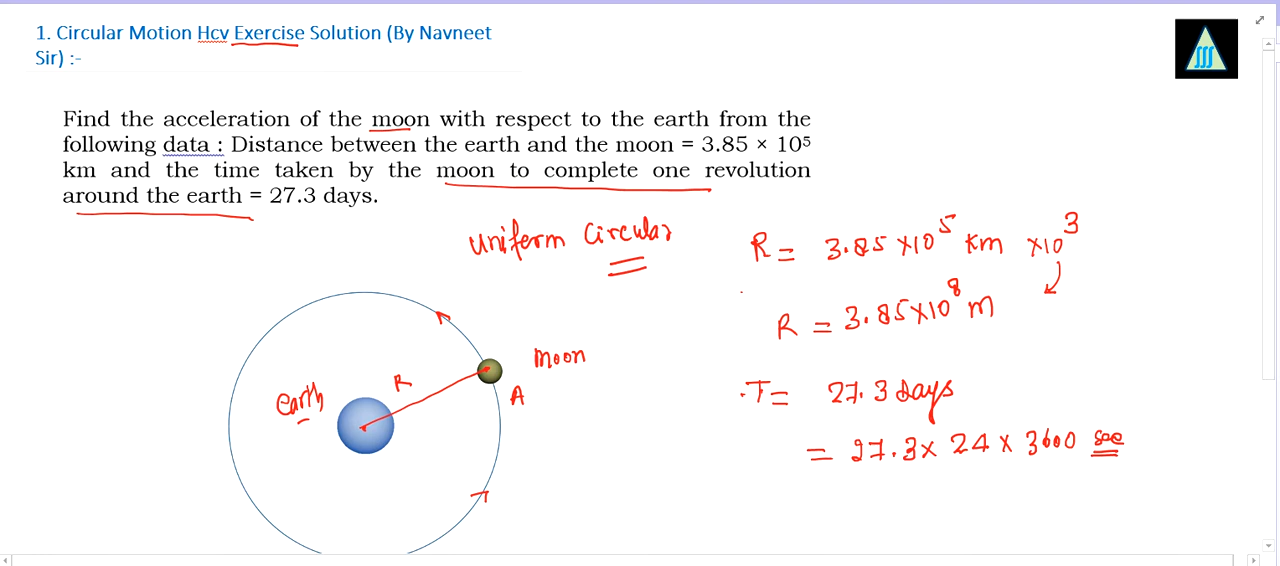 1. Circular Motion Hcv Exercise Solution (By Navneet
Sir) :-
Find the acceleration of the moon with respect to the earth from the
following data : Distance between the earth and the moon = 3.85 × 10⁵
km and the time taken by the moon to complete one revolution
around the earth = 27.3 days.
uniform circular
R = 3.85 × 10⁵ km × 10³
R = 3.85 × 10⁸ m
moon
earth
R
A
T = 27.3 days
= 27.3 × 24 × 3600 sec